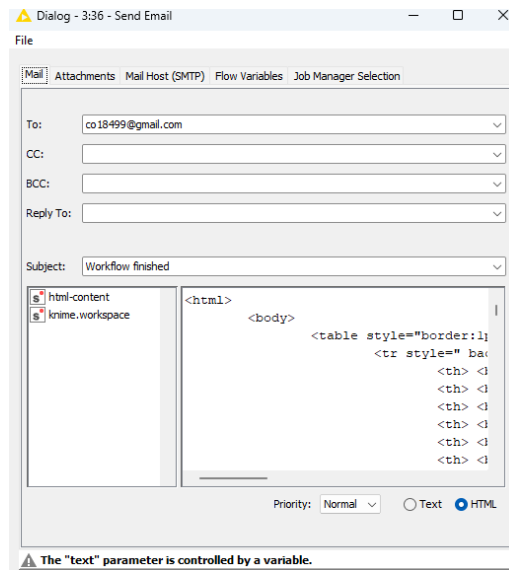 Dialog - 3:36 - Send Email
File
Mail Attachments Mail Host (SMTP) Flow Variables Job Manager Selection
To: co18499@gmail.com
CC:
BCC:
Reply To:
Subject: Workflow finished
s html-content
s knime.workspace
<html>
<body>
<table style="border:1p
<tr style=" bac
<th> <b
<th> <b
<th> <b
<th> <b
<th> <b
<th> <b
Priority: Normal Text HTML
The "text" parameter is controlled by a variable.